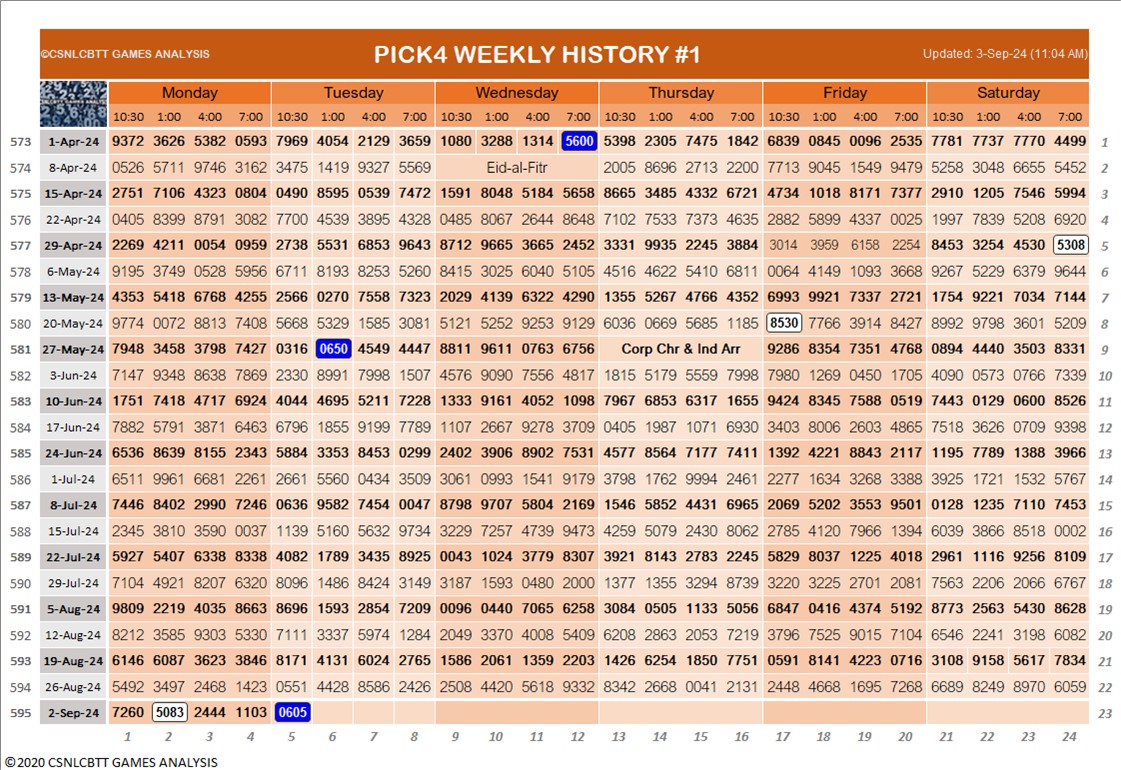 ©CSNLCBTT GAMES ANALYSIS PICK4 WEEKLY HISTORY #1 Updated: 3-Sep-24 (11:04 AM)
Monday Tuesday Wednesday Thursday Friday Saturday
10:30 1:00 4:00 7:00 10:30 1:00 4:00 7:00 10:30 1:00 4:00 7:00 10:30 1:00 4:00 7:00 10:30 1:00 4:00 7:00 10:30 1:00 4:00 7:00
573 1-Apr-24 9372 3626 5382 0593 7969 4054 2129 3659 1080 3288 1314 5600 5398 2305 7475 1842 6839 0845 0096 2535 7781 7737 7770 4499 1
574 8-Apr-24 0526 5711 9746 3162 3475 1419 9327 5569 Eid-al-Fitr 2005 8696 2713 2200 7713 9045 1549 9479 5258 3048 6655 5452 2
575 15-Apr-24 2751 7106 4323 0804 0490 8595 0539 7472 1591 8048 5184 5658 8665 3485 4332 6721 4734 1018 8171 7377 2910 1205 7546 5994 3
576 22-Apr-24 0405 8399 8791 3082 7700 4539 3895 4328 0485 8067 2644 8648 7102 7533 7373 4635 2882 5899 4337 0025 1997 7839 5208 6920 4
577 29-Apr-24 2269 4211 0054 0959 2738 5531 6853 9643 8712 9665 3665 2452 3331 9935 2245 3884 3014 3959 6158 2254 8453 3254 4530 5308 5
578 6-May-24 9195 3749 0528 5956 6711 8193 8253 5260 8415 3025 6040 5105 4516 4622 5410 6811 0064 4149 1093 3668 9267 5229 6379 9644 6
579 13-May-24 4353 5418 6768 4255 2566 0270 7558 7323 2029 4139 6322 4290 1355 5267 4766 4352 6993 9921 7337 2721 1754 9221 7034 7144 7
580 20-May-24 9774 0072 8813 7408 5668 5329 1585 3081 5121 5252 9253 9129 6036 0669 5685 1185 8530 7766 3914 8427 8992 9798 3601 5209 8
581 27-May-24 7948 3458 3798 7427 0316 0650 4549 4447 8811 9611 0763 6756 Corp Chr & Ind Arr 9286 8354 7351 4768 0894 4440 3503 8331 9
582 3-Jun-24 7147 9348 8638 7869 2330 8991 7998 1507 4576 9090 7556 4817 1815 5179 5559 7998 7980 1269 0450 1705 4090 0573 0766 7339 10
583 10-Jun-24 1751 7418 4717 6924 4044 4695 5211 7228 1333 9161 4052 1098 7967 6853 6317 1655 9424 8345 7588 0519 7443 0129 0600 8526 11
584 17-Jun-24 7882 5791 3871 6463 6796 1855 9199 7789 1107 2667 9278 3709 0405 1987 1071 6930 3403 8006 2603 4865 7518 3626 0709 9398 12
585 24-Jun-24 6536 8639 8155 2343 5884 3353 8453 0299 2402 3906 8902 7531 4577 8564 7177 7411 1392 4221 8843 2117 1195 7789 1388 3966 13
586 1-Jul-24 6511 9961 6681 2261 2661 5560 0434 3509 3061 0993 1541 9179 3798 1762 9994 2461 2277 1634 3268 3388 3925 1721 1532 5767 14
587 8-Jul-24 7446 8402 2990 7246 0636 9582 7454 0047 8798 9707 5804 2169 1546 5852 4431 6965 2069 5202 3553 9501 0128 1235 7110 7453 15
588 15-Jul-24 2345 3810 3590 0037 1139 5160 5632 9734 3229 7257 4739 9473 4259 5079 2430 8062 2785 4120 7966 1394 6039 3866 8518 0002 16
589 22-Jul-24 5927 5407 6338 8338 4082 1789 3435 8925 0043 1024 3779 8307 3921 8143 2783 2245 5829 8037 1225 4018 2961 1116 9256 8109 17
590 29-Jul-24 7104 4921 8207 6320 8096 1486 8424 3149 3187 1593 0480 2000 1377 1355 3294 8739 3220 3225 2701 2081 7563 2206 2066 6767 18
591 5-Aug-24 9809 2219 4035 8663 8696 1593 2854 7209 0096 0440 7065 6258 3084 0505 1133 5056 6847 0416 4374 5192 8773 2563 5430 8628 19
592 12-Aug-24 8212 3585 9303 5330 7111 3337 5974 1284 2049 3370 4008 5409 6208 2863 2053 7219 3796 7525 9015 7104 6546 2241 3198 6082 20
593 19-Aug-24 6146 6087 3623 3846 8171 4131 6024 2765 1586 2061 1359 2203 1426 6254 1850 7751 0591 8141 4223 0716 3108 9158 5617 7834 21
594 26-Aug-24 5492 3497 2468 1423 0551 4428 8586 2426 2508 4420 5618 9332 8342 2668 0041 2131 2448 4668 1695 7268 6689 8249 8970 6059 22
595 2-Sep-24 7260 5083 2444 1103 0605 23
1 2 3 4 5 6 7 8 9 10 11 12 13 14 15 16 17 18 19 20 21 22 23 24
©2020 CSNLCBTT GAMES ANALYSIS